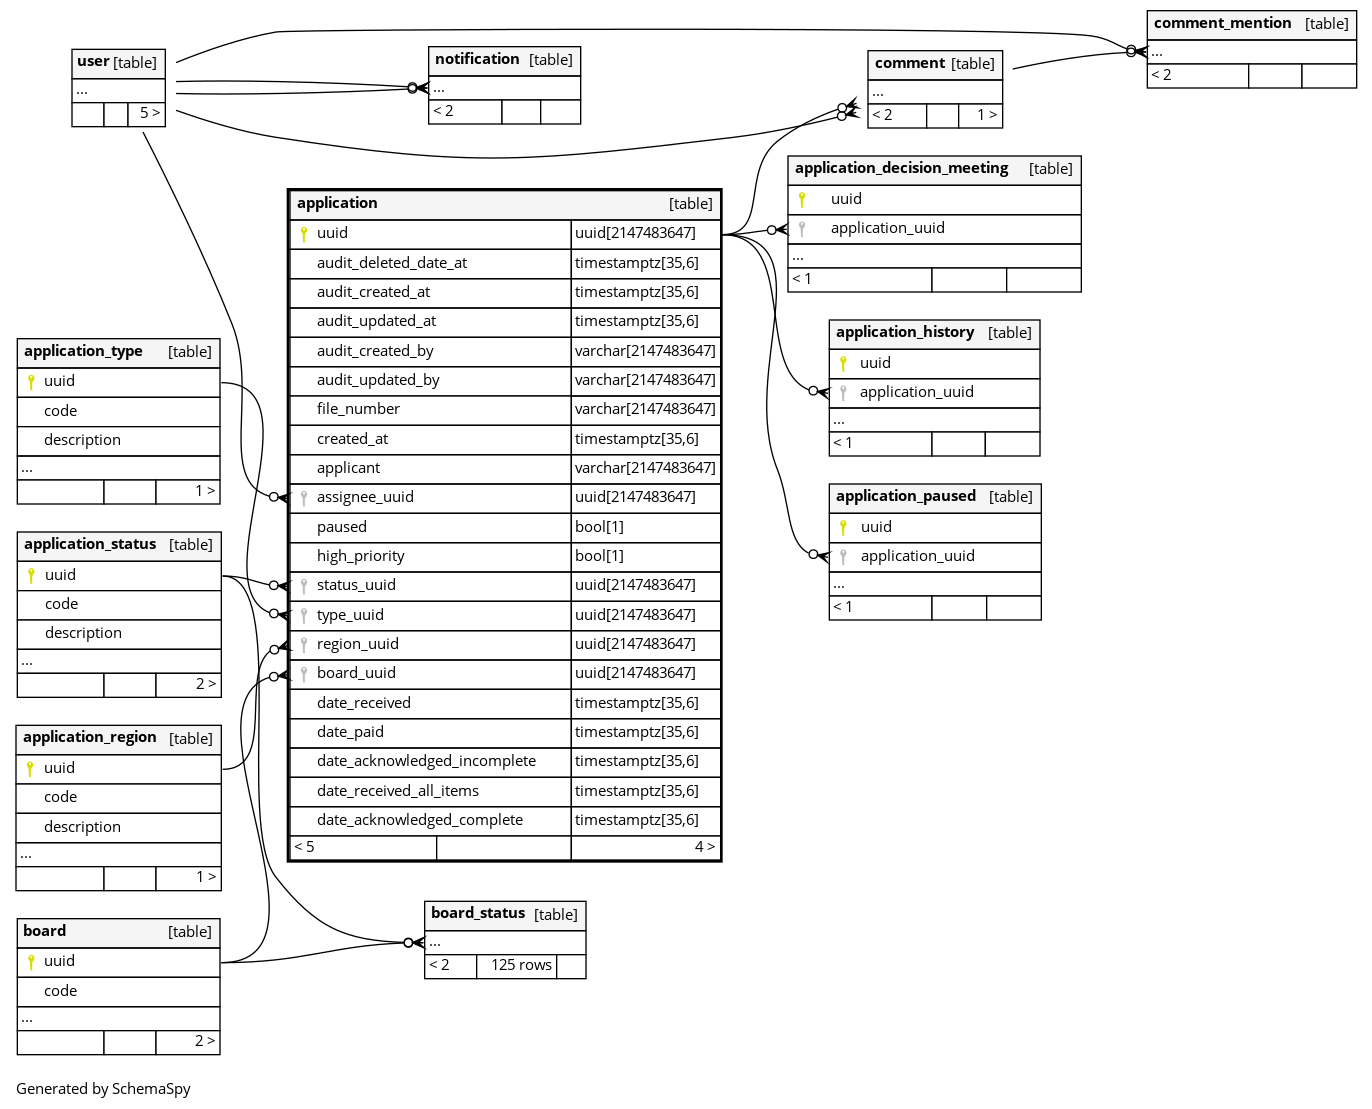 user [table]
...
5 >
notification [table]
...
< 2
comment [table]
...
< 2 1 >
comment_mention [table]
...
< 2
application_decision_meeting [table]
uuid
application_uuid
...
< 1
application_history [table]
uuid
application_uuid
...
< 1
application_paused [table]
uuid
application_uuid
...
< 1
application [table]
uuid uuid[2147483647]
audit_deleted_date_at timestamptz[35,6]
audit_created_at timestamptz[35,6]
audit_updated_at timestamptz[35,6]
audit_created_by varchar[2147483647]
audit_updated_by varchar[2147483647]
file_number varchar[2147483647]
created_at timestamptz[35,6]
applicant varchar[2147483647]
assignee_uuid uuid[2147483647]
paused bool[1]
high_priority bool[1]
status_uuid uuid[2147483647]
type_uuid uuid[2147483647]
region_uuid uuid[2147483647]
board_uuid uuid[2147483647]
date_received timestamptz[35,6]
date_paid timestamptz[35,6]
date_acknowledged_incomplete timestamptz[35,6]
date_received_all_items timestamptz[35,6]
date_acknowledged_complete timestamptz[35,6]
< 5 4 >
application_type [table]
uuid
code
description
...
1 >
application_status [table]
uuid
code
description
...
2 >
application_region [table]
uuid
code
description
...
1 >
board [table]
uuid
code
...
2 >
board_status [table]
...
< 2 125 rows
Generated by SchemaSpy